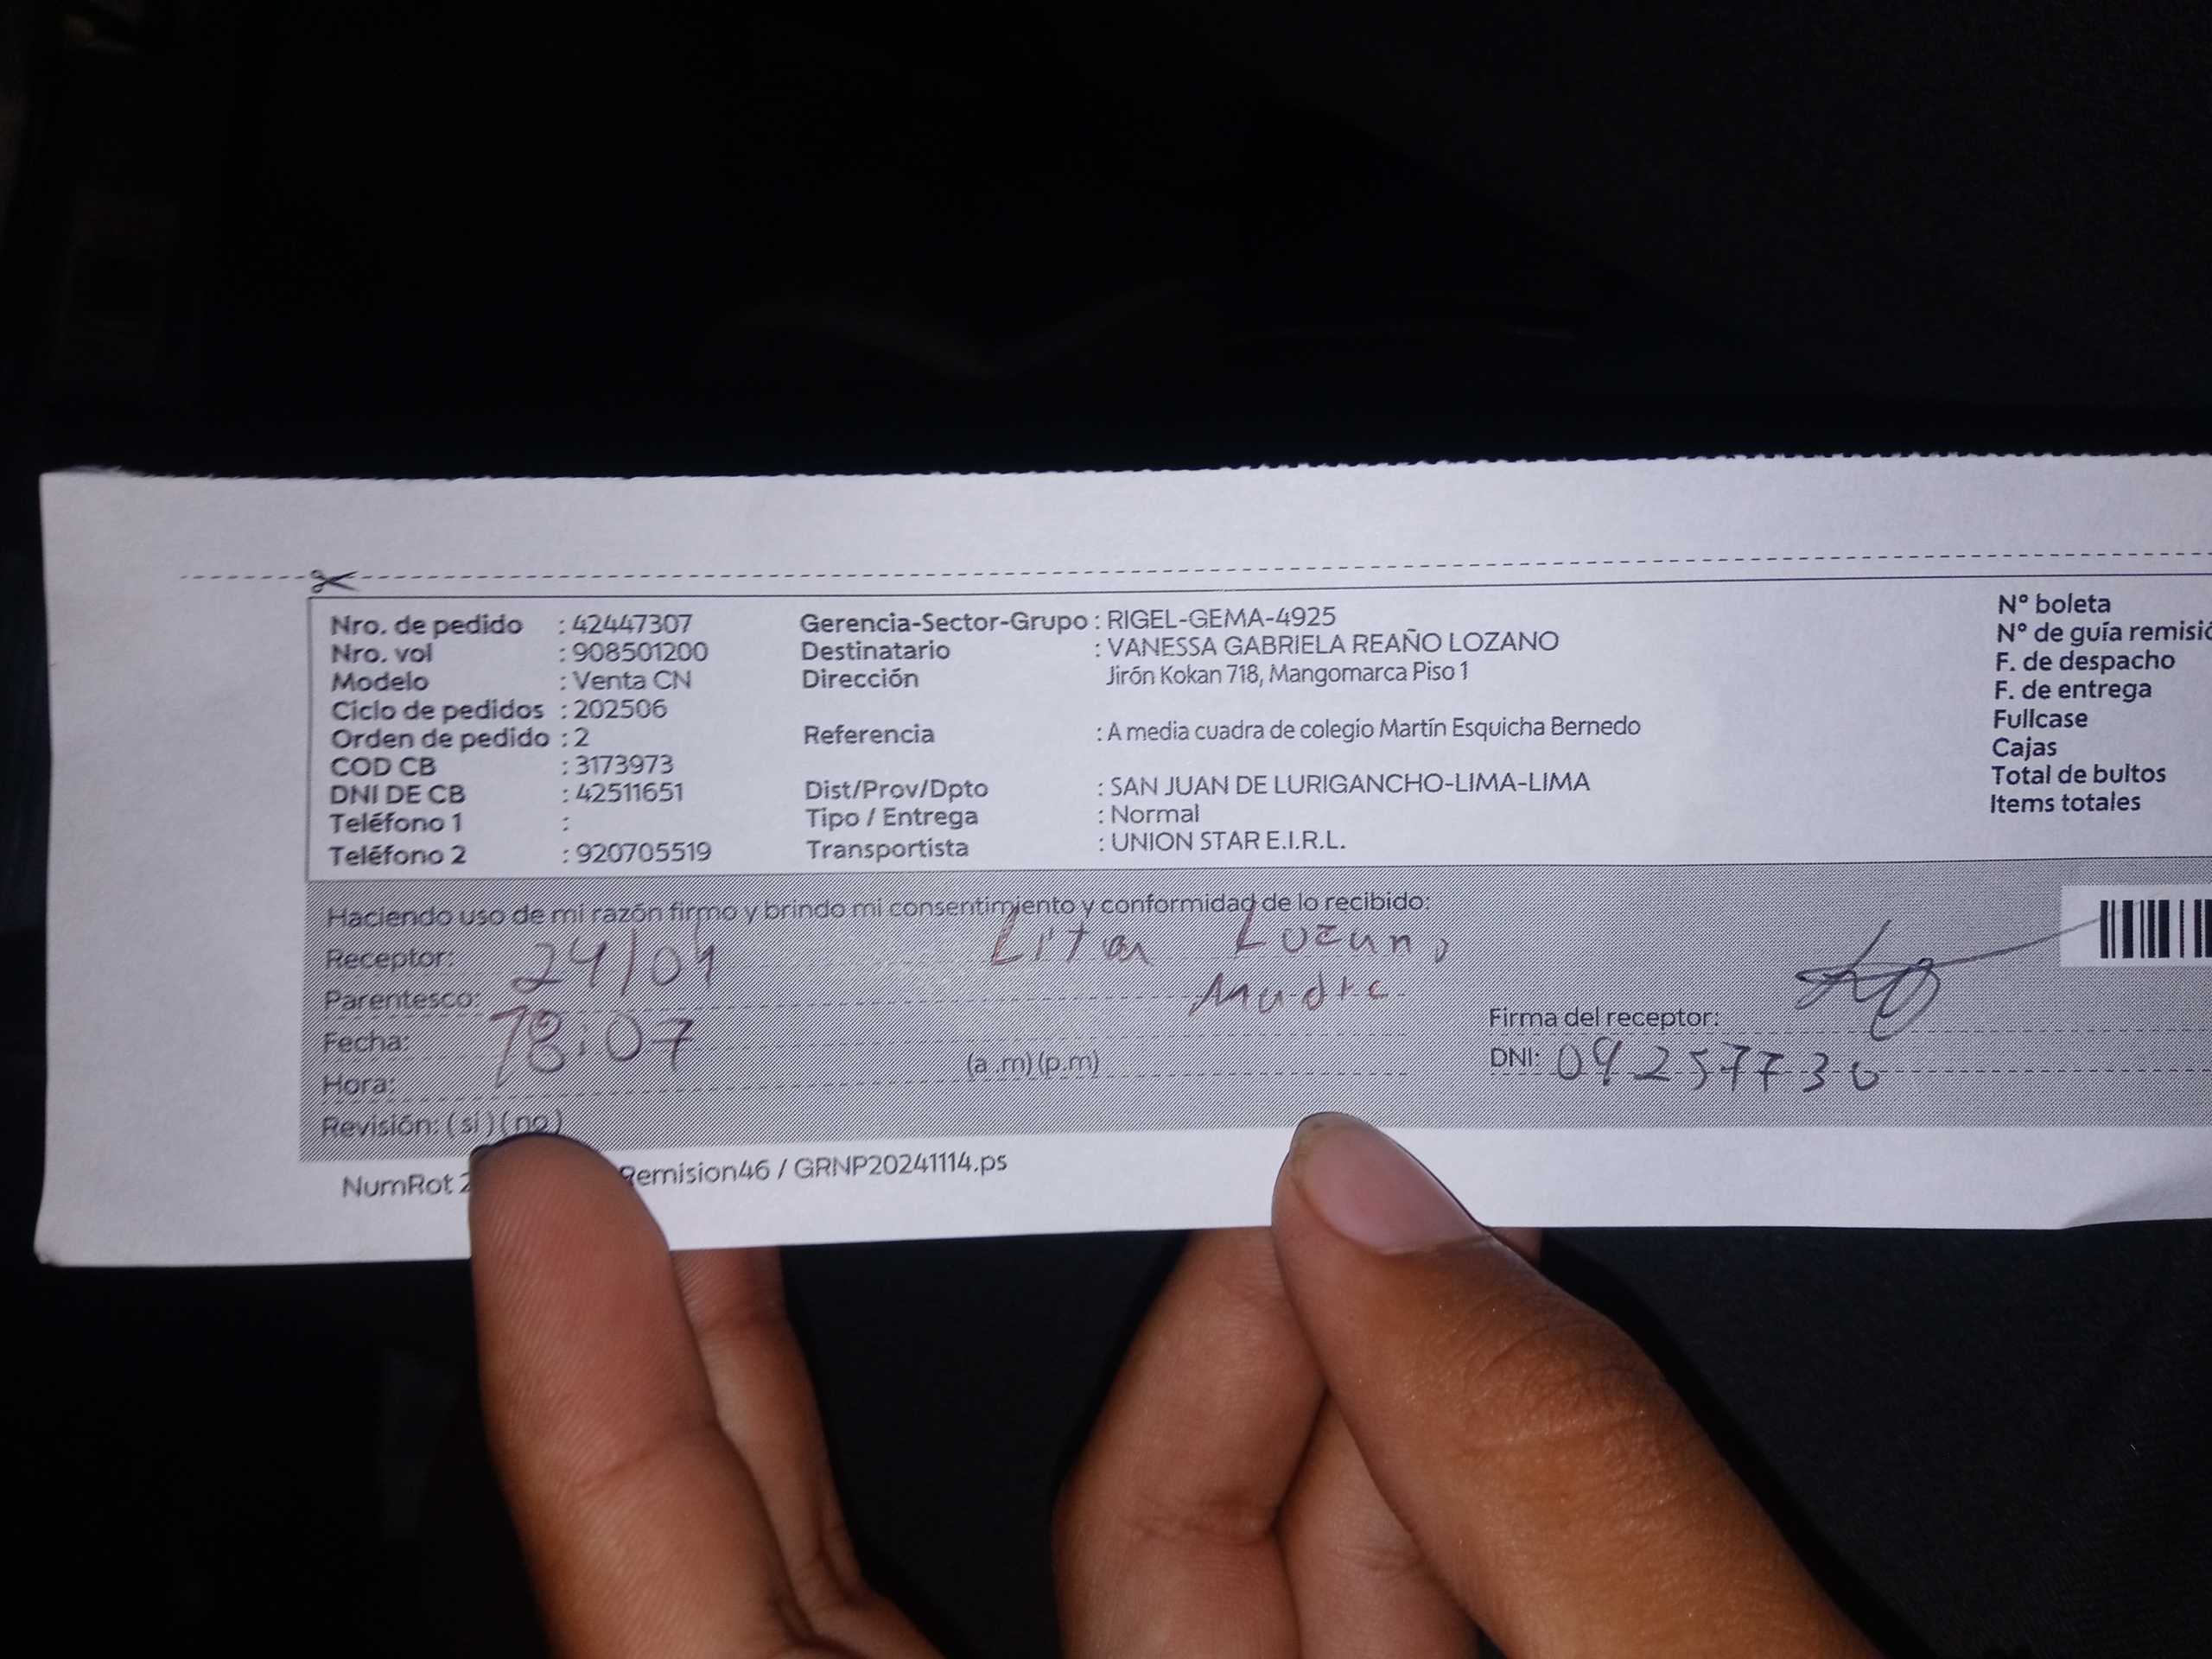 Nro. de pedido : 42447307 Gerencia-Sector-Grupo : RIGEL-GEMA-4925 N° boleta
Nro. vol : 908501200 Destinatario : VANESSA GABRIELA REAÑO LOZANO N° de guía remisió
Modelo : Venta CN Dirección Jirón Kokan 718, Mangomarca Piso 1 F. de despacho
Ciclo de pedidos : 202506 F. de entrega
Orden de pedido : 2 Referencia : A media cuadra de colegio Martín Esquicha Bernedo Fullcase
COD CB : 3173973 Cajas
DNI DE CB : 42511651 Dist/Prov/Dpto : SAN JUAN DE LURIGANCHO-LIMA-LIMA Total de bultos
Teléfono 1 : Tipo / Entrega : Normal Items totales
Teléfono 2 : 920705519 Transportista : UNION STAR E.I.R.L.
Haciendo uso de mi razón firmo y brindo mi consentimiento y conformidad de lo recibido:
Receptor: 24/04 Lita Lozano
Parentesco: Madre
Fecha: 18:07 Firma del receptor:
Hora: (a .m) (p.m) DNI: 09257730
Revisión: ( sí ) ( no )
NumRot 2 Remision46 / GRNP20241114.ps